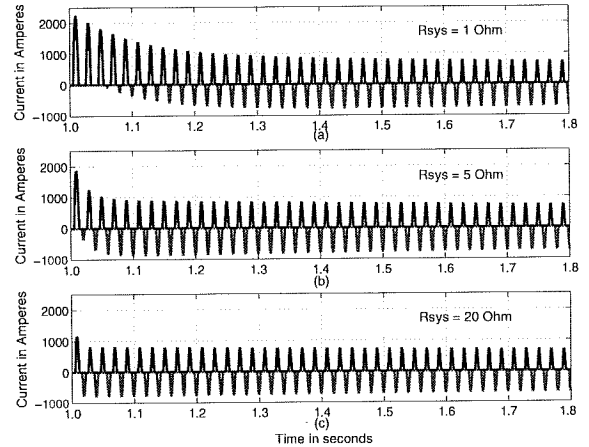 Current in Amperes
2000
1000
0
−1000
Rsys = 1 Ohm
1.0 1.1 1.2 1.3 1.4 1.5 1.6 1.7 1.8
(a)
Current in Amperes
2000
1000
0
−1000
Rsys = 5 Ohm
1.0 1.1 1.2 1.3 1.4 1.5 1.6 1.7 1.8
(b)
Current in Amperes
2000
1000
0
−1000
Rsys = 20 Ohm
1.0 1.1 1.2 1.3 1.4 1.5 1.6 1.7 1.8
(c)
Time in seconds